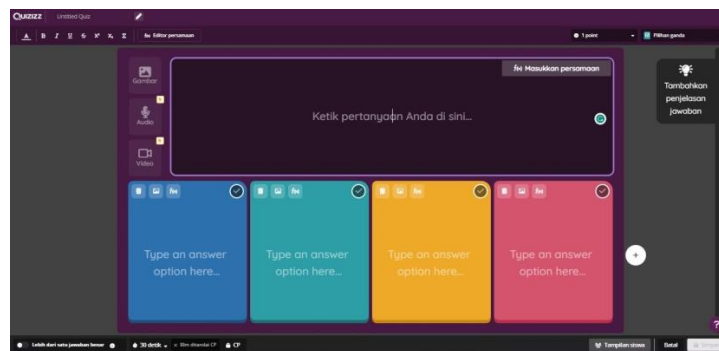 Quizizz Untitled Quiz
A B I U S X² X₂ Σ fx Editor persamaan 1 point Pilihan ganda
fx Masukkan persamaan
Gambar
Audio
Video
Ketik pertanyaan Anda di sini...
Tambahkan
penjelasan
jawaban
Type an answer
option here...
Type an answer
option here...
Type an answer
option here...
Type an answer
option here...
+
?
Lebih dari satu jawaban benar 30 detik CP
Tampilan siswa Batal